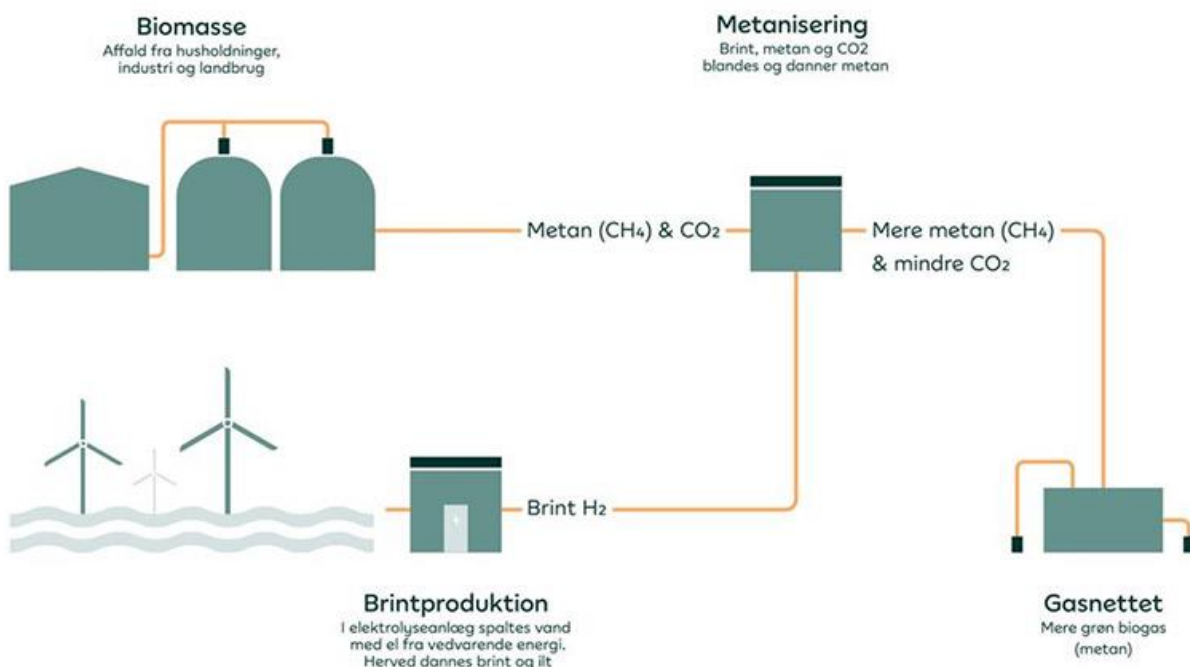 Biomasse
Affald fra husholdninger,
industri og landbrug
Metanisering
Brint, metan og CO2
blandes og danner metan
Metan (CH₄) & CO₂
Mere metan (CH₄)
& mindre CO₂
Brint H₂
Brintproduktion
I elektrolyseanlæg spaltes vand
med el fra vedvarende energi.
Herved dannes brint og ilt
Gasnettet
Mere grøn biogas
(metan)